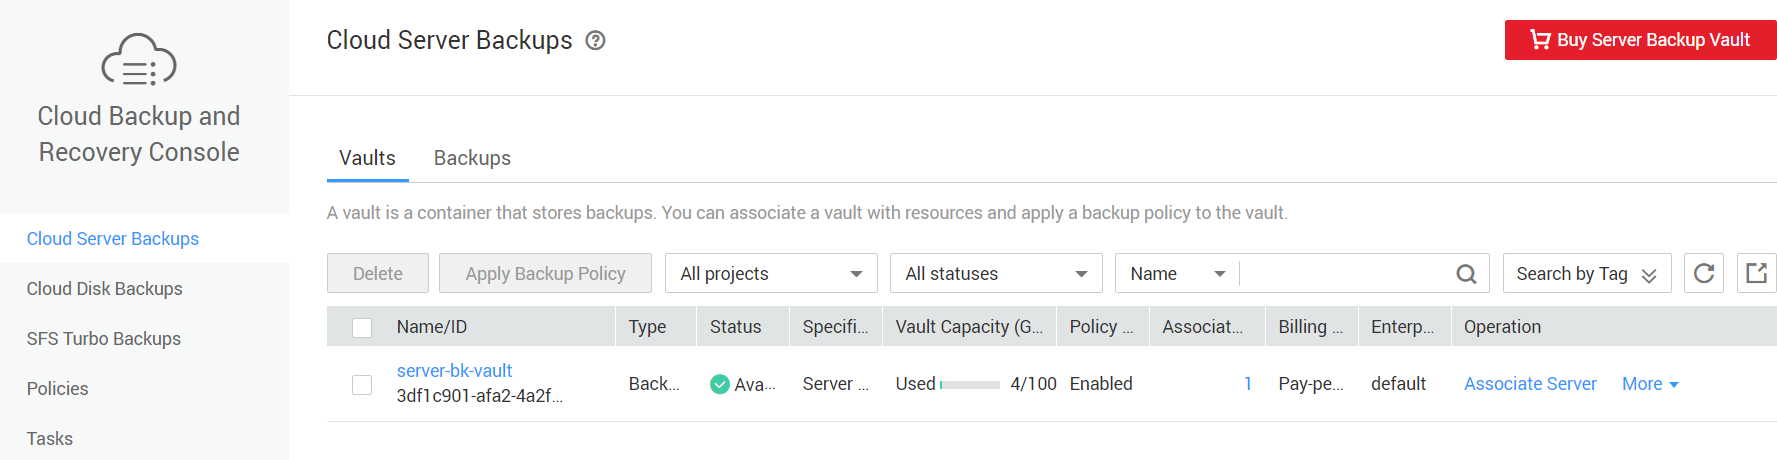 Cloud Backup and
Recovery Console
Cloud Server Backups
Cloud Disk Backups
SFS Turbo Backups
Policies
Tasks
Cloud Server Backups ?
Buy Server Backup Vault
Vaults Backups
A vault is a container that stores backups. You can associate a vault with resources and apply a backup policy to the vault.
Delete Apply Backup Policy All projects All statuses Name Search by Tag
Name/ID Type Status Specifi... Vault Capacity (G... Policy ... Associat... Billing ... Enterp... Operation
server-bk-vault
3df1c901-afa2-4a2f... Back... Ava... Server ... Used 4/100 Enabled 1 Pay-pe... default Associate Server More